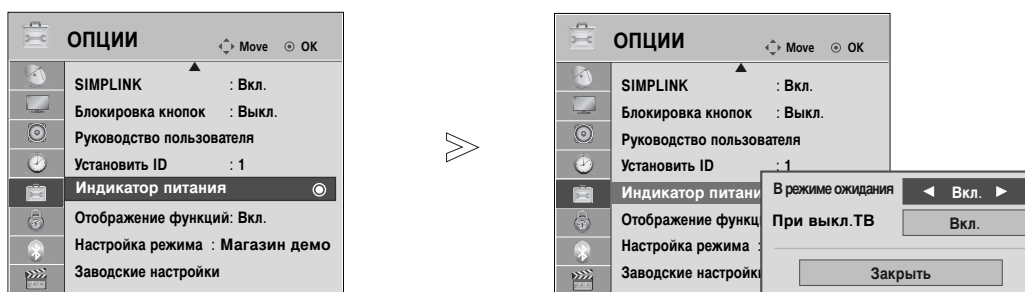 ОПЦИИ
Move OK
SIMPLINK : Вкл.
Блокировка кнопок : Выкл.
Руководство пользователя
Установить ID : 1
Индикатор питания
Отображение функций: Вкл.
Настройка режима : Магазин демо
Заводские настройки
ОПЦИИ
Move OK
SIMPLINK : Вкл.
Блокировка кнопок : Выкл.
Руководство пользователя
Установить ID : 1
Индикатор питани
Отображение функц
Настройка режима :
Заводские настройк
В режиме ожидания ◄ Вкл. ►
При выкл.ТВ Вкл.
Закрыть